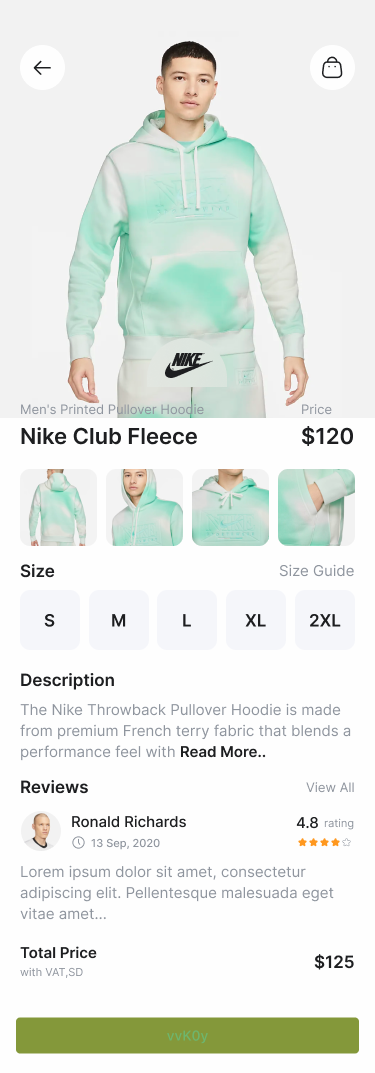 NIKE
Men's Printed Pullover Hoodie Price
Nike Club Fleece $120
Size Size Guide
S M L XL 2XL
Description
The Nike Throwback Pullover Hoodie is made
from premium French terry fabric that blends a
performance feel with Read More..
Reviews View All
Ronald Richards 4.8 rating
13 Sep, 2020
Lorem ipsum dolor sit amet, consectetur
adipiscing elit. Pellentesque malesuada eget
vitae amet...
Total Price $125
with VAT,SD
vvK0y